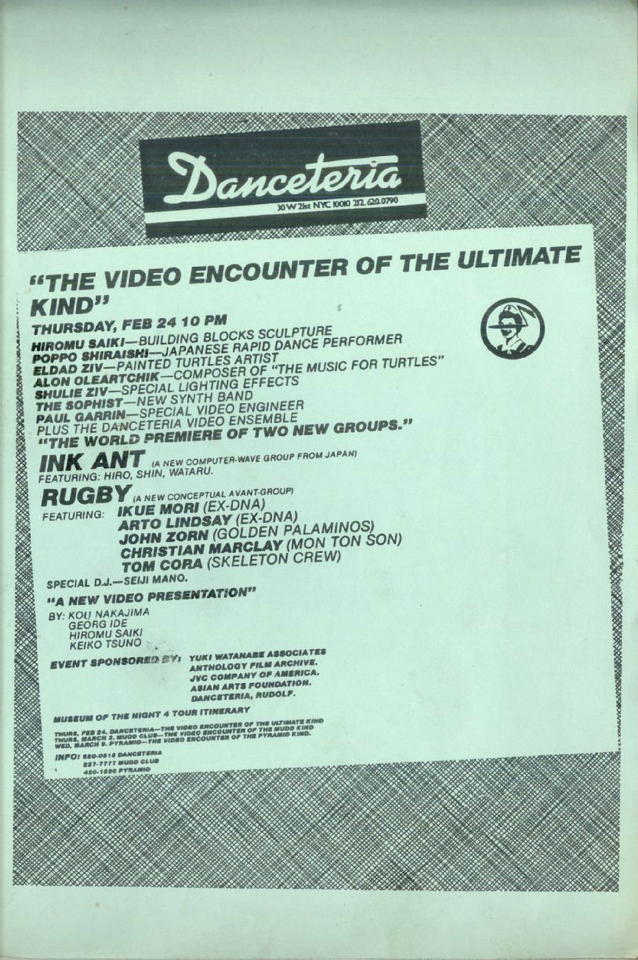 Danceteria
30 W 21st NYC 10010 212. 620.0790
"THE VIDEO ENCOUNTER OF THE ULTIMATE
KIND"
THURSDAY, FEB 24 10 PM
HIROMU SAIKI—BUILDING BLOCKS SCULPTURE
POPPO SHIRAISHI—JAPANESE RAPID DANCE PERFORMER
ELDAD ZIV—PAINTED TURTLES ARTIST
ALON OLEARTCHIK—COMPOSER OF "THE MUSIC FOR TURTLES"
SHULIE ZIV—SPECIAL LIGHTING EFFECTS
THE SOPHIST—NEW SYNTH BAND
PAUL GARRIN—SPECIAL VIDEO ENGINEER
PLUS THE DANCETERIA VIDEO ENSEMBLE
"THE WORLD PREMIERE OF TWO NEW GROUPS."
INK ANT (A NEW COMPUTER-WAVE GROUP FROM JAPAN)
FEATURING: HIRO, SHIN, WATARU.
RUGBY (A NEW CONCEPTUAL AVANT-GROUP)
FEATURING: IKUE MORI (EX-DNA)
ARTO LINDSAY (EX-DNA)
JOHN ZORN (GOLDEN PALAMINOS)
CHRISTIAN MARCLAY (MON TON SON)
TOM CORA (SKELETON CREW)
SPECIAL D.J.—SEIJI MANO.
"A NEW VIDEO PRESENTATION"
BY: KOU NAKAJIMA
GEORG IDE
HIROMU SAIKI
KEIKO TSUNO
EVENT SPONSORED BY: YUKI WATANABE ASSOCIATES
ANTHOLOGY FILM ARCHIVE.
JVC COMPANY OF AMERICA.
ASIAN ARTS FOUNDATION.
DANCETERIA, RUDOLF.
MUSEUM OF THE NIGHT 4 TOUR ITINERARY
THURS, FEB 24, DANCETERIA—THE VIDEO ENCOUNTER OF THE ULTIMATE KIND
THURS, MARCH 3. MUDD CLUB—THE VIDEO ENCOUNTER OF THE MUDD KIND
WED, MARCH 9. PYRAMID—THE VIDEO ENCOUNTER OF THE PYRAMID KIND.
INFO: 620-0515 DANCETERIA
227-7777 MUDD CLUB
420-1590 PYRAMID